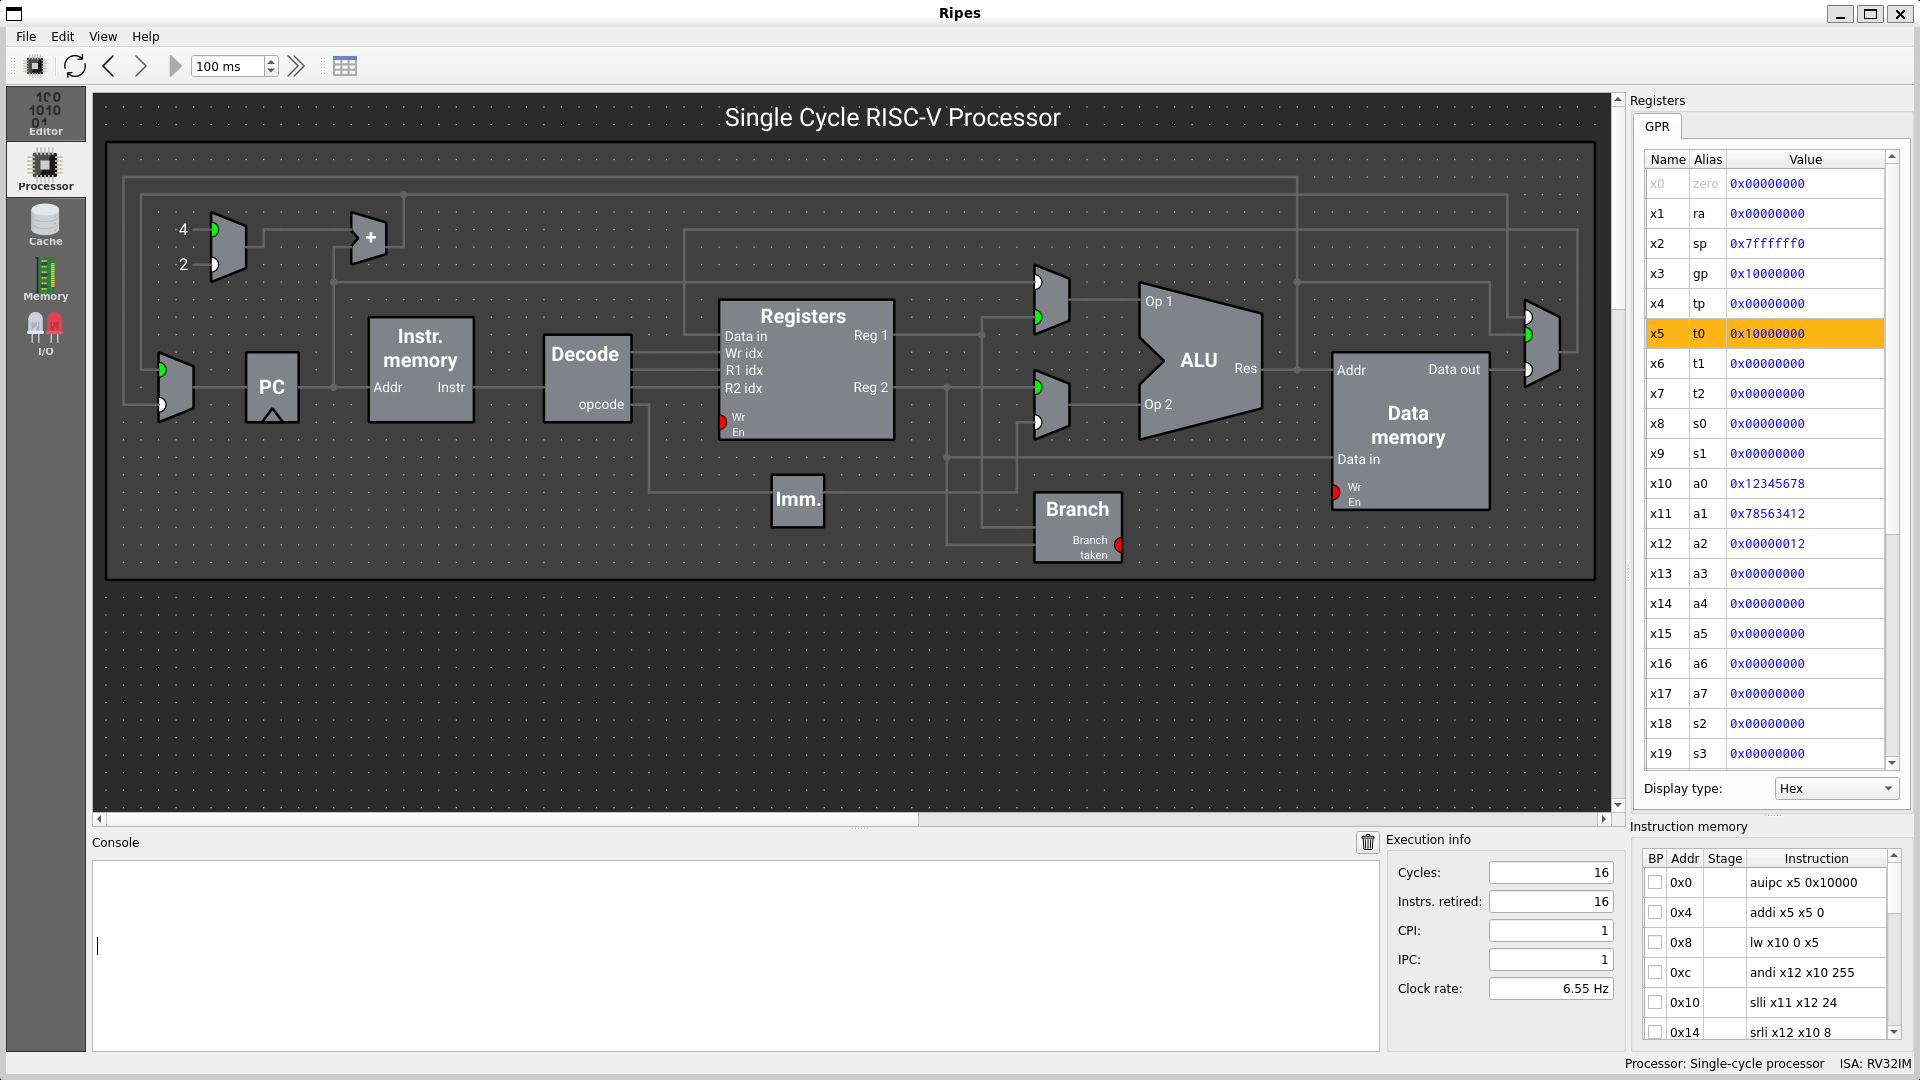 Ripes
File Edit View Help
100 ms
Editor
Processor
Cache
Memory
I/O
Single Cycle RISC-V Processor
4
2
+
PC
Instr. memory
Addr Instr
Decode
opcode
Registers
Data in Reg 1
Wr idx
R1 idx
R2 idx Reg 2
Wr En
Imm.
Op 1
ALU
Res
Op 2
Branch
Branch taken
Addr Data out
Data memory
Data in
Wr En
Console
Execution info
Cycles: 16
Instrs. retired: 16
CPI: 1
IPC: 1
Clock rate: 6.55 Hz
Registers
GPR
Name Alias Value
x0 zero 0x00000000
x1 ra 0x00000000
x2 sp 0x7ffffff0
x3 gp 0x10000000
x4 tp 0x00000000
x5 t0 0x10000000
x6 t1 0x00000000
x7 t2 0x00000000
x8 s0 0x00000000
x9 s1 0x00000000
x10 a0 0x12345678
x11 a1 0x78563412
x12 a2 0x00000012
x13 a3 0x00000000
x14 a4 0x00000000
x15 a5 0x00000000
x16 a6 0x00000000
x17 a7 0x00000000
x18 s2 0x00000000
x19 s3 0x00000000
Display type: Hex
Instruction memory
BP Addr Stage Instruction
0x0 auipc x5 0x10000
0x4 addi x5 x5 0
0x8 lw x10 0 x5
0xc andi x12 x10 255
0x10 slli x11 x12 24
0x14 srli x12 x10 8
Processor: Single-cycle processor ISA: RV32IM